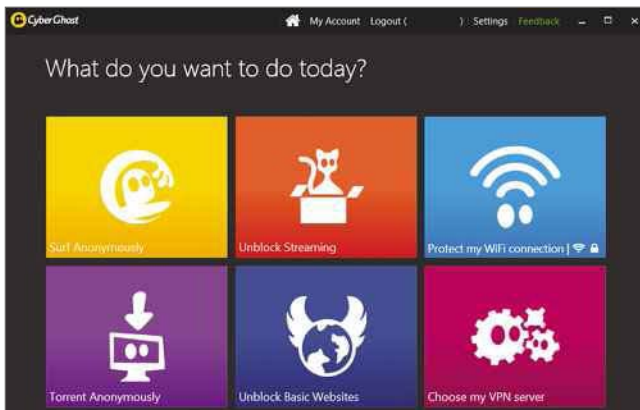 CyberGhost My Account Logout ( ) Settings Feedback
What do you want to do today?
Surf Anonymously Unblock Streaming Protect my WiFi connection |
Torrent Anonymously Unblock Basic Websites Choose my VPN server